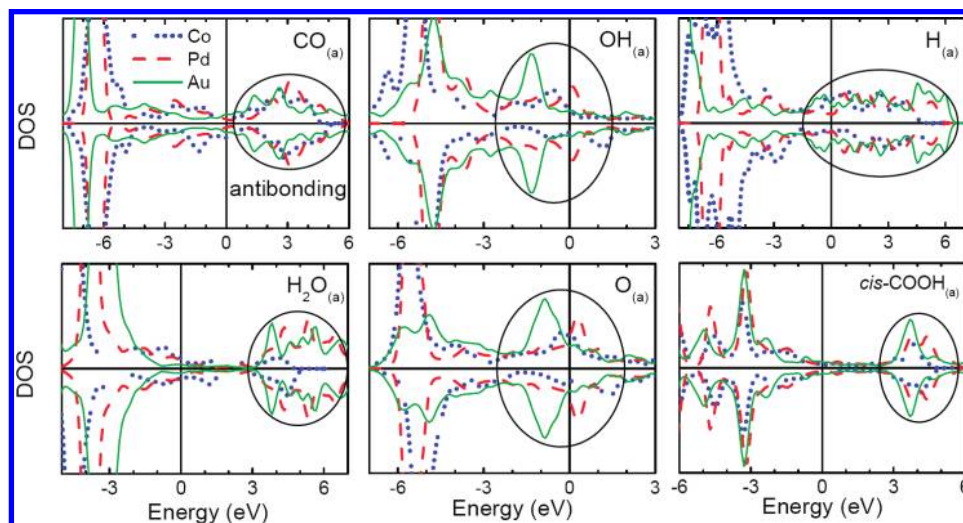 DOS
Co
Pd
Au
CO(a)
antibonding
-6 -3 0 3 6
OH(a)
-6 -3 0 3
H(a)
-6 -3 0 3 6
DOS
H2O(a)
-3 0 3 6
Energy (eV)
O(a)
-6 -3 0 3
Energy (eV)
cis-COOH(a)
-6 -3 0 3 6
Energy (eV)